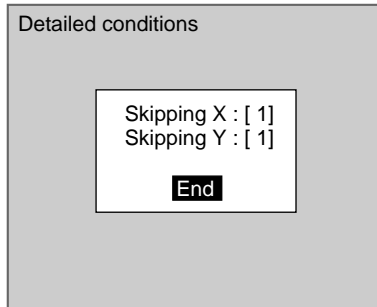 Detailed conditions
Skipping X : [ 1]
Skipping Y : [ 1]
End